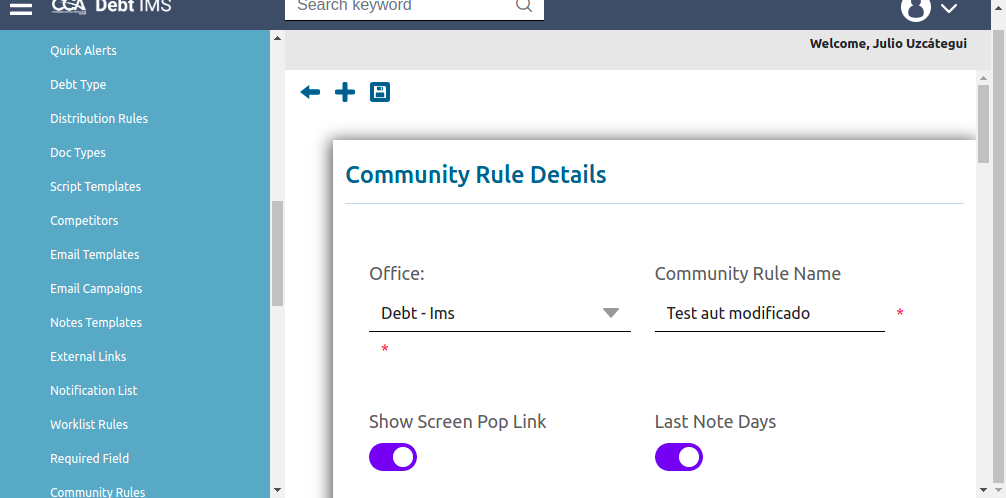 CCA Debt IMS
Search keyword
Welcome, Julio Uzcátegui
Quick Alerts
Debt Type
Distribution Rules
Doc Types
Script Templates
Competitors
Email Templates
Email Campaigns
Notes Templates
External Links
Notification List
Worklist Rules
Required Field
Community Rules
Community Rule Details
Office:
Community Rule Name
Debt - Ims
Test aut modificado *
*
Show Screen Pop Link
Last Note Days